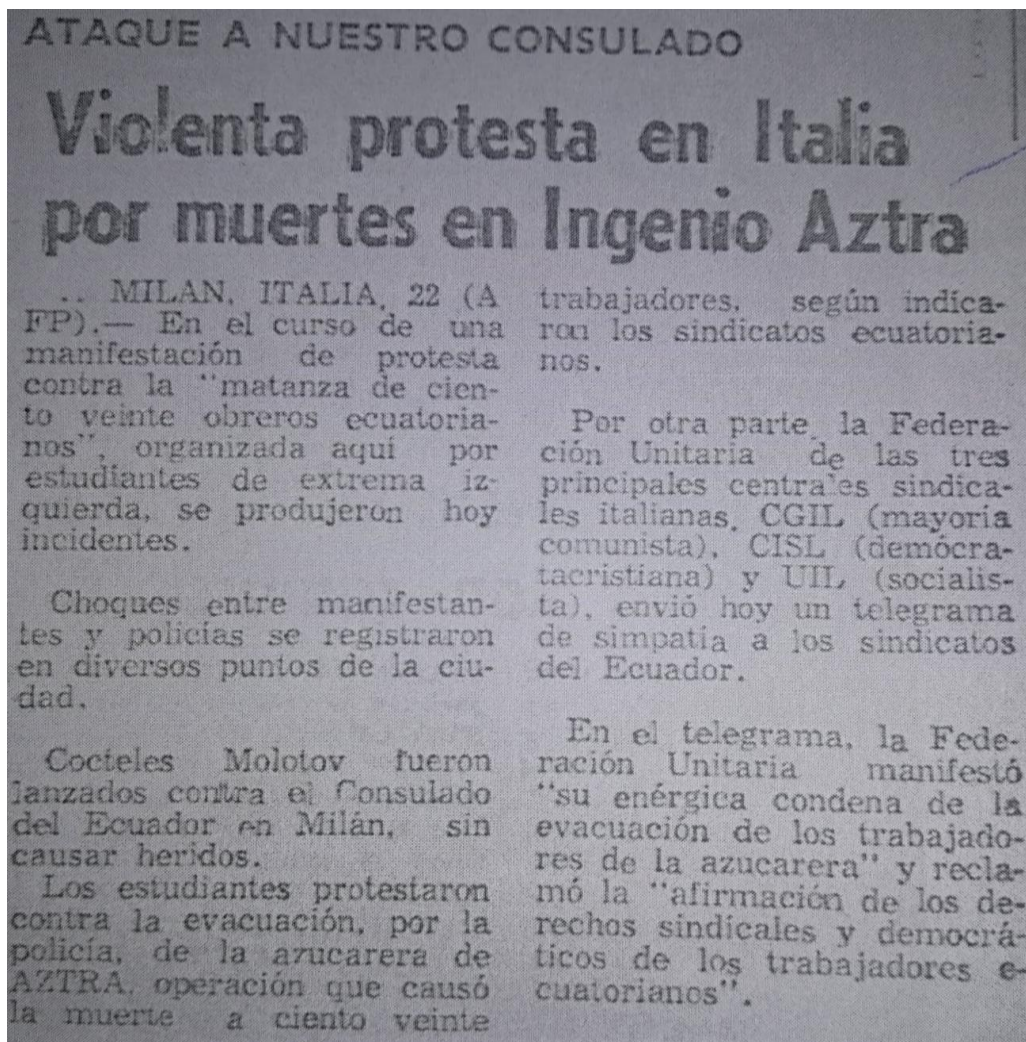 ATAQUE A NUESTRO CONSULADO
Violenta protesta en Italia
por muertes en Ingenio Aztra
.. MILAN, ITALIA, 22 (A
FP).— En el curso de una
manifestación de protesta
contra la "matanza de cien-
to veinte obreros ecuatoria-
nos", organizada aquí por
estudiantes de extrema iz-
quierda, se produjeron hoy
incidentes.
Choques entre manifestan-
tes y policías se registraron
en diversos puntos de la ciu-
dad.
Cocteles Molotov fueron
lanzados contra el Consulado
del Ecuador en Milán, sin
causar heridos.
Los estudiantes protestaron
contra la evacuación, por la
policía, de la azucarera de
AZTRA, operación que causó
la muerte a ciento veinte
trabajadores, según indica-
ron los sindicatos ecuatoria-
nos.
Por otra parte, la Federa-
ción Unitaria de las tres
principales centrales sindica-
les italianas, CGIL (mayoría
comunista), CISL (demócra-
tacristiana) y UIL (socialis-
ta), envió hoy un telegrama
de simpatía a los sindicatos
del Ecuador.
En el telegrama, la Fede-
ración Unitaria manifestó
"su enérgica condena de la
evacuación de los trabajado-
res de la azucarera" y recla-
mó la "afirmación de los de-
rechos sindicales y democrá-
ticos de los trabajadores e-
cuatorianos".